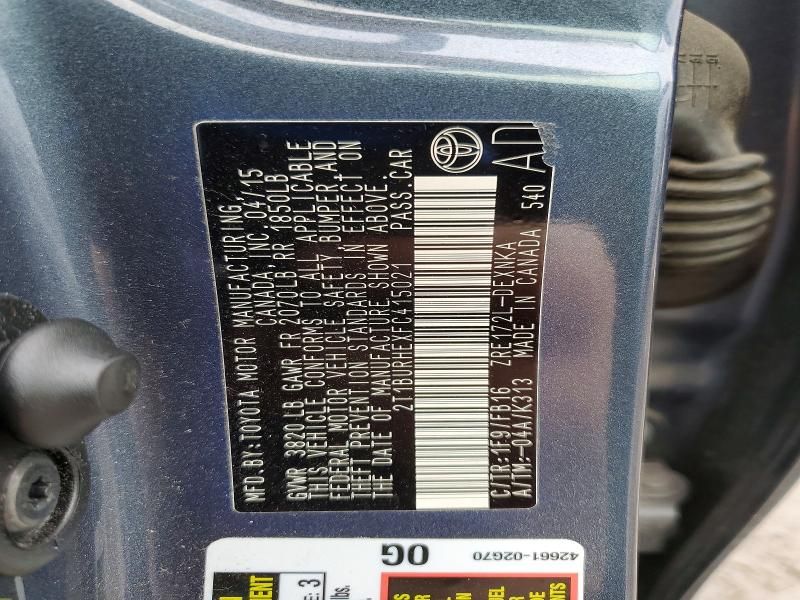 MFD BY: TOYOTA MOTOR MANUFACTURING,
CANADA, INC. 04/15
GVWR 3820 LB GAWR FR 2020LB RR 1850LB
THIS VEHICLE CONFORMS TO ALL APPLICABLE
FEDERAL MOTOR VEHICLE SAFETY, BUMPER, AND
THEFT PREVENTION STANDARDS IN EFFECT ON
THE DATE OF MANUFACTURE SHOWN ABOVE.
2T1BURHEXFC415021 PASS. CAR
C/TR: 1F9/FB16 ZRE172L-DEXNKA
A/TM: -04A/K313 MADE IN CANADA 540
AD
0G 42661-02G70
E: 3
lbs.